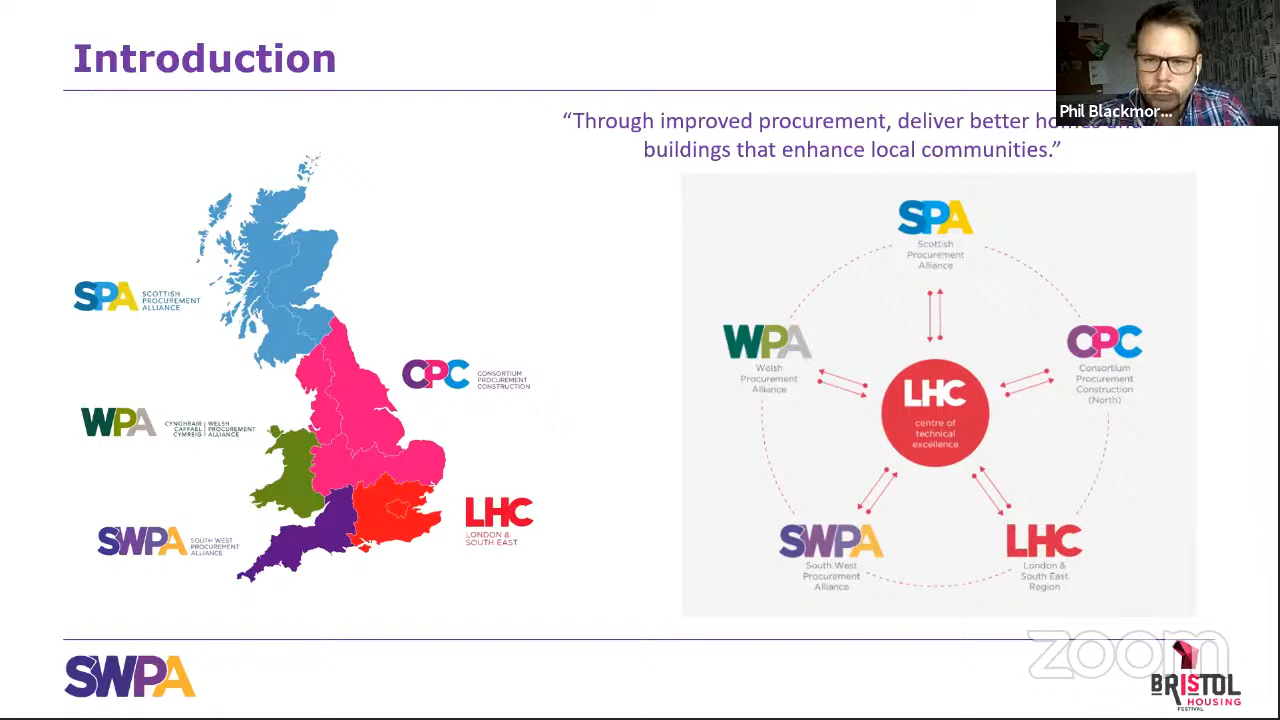 Introduction
Phil Blackmor...
“Through improved procurement, deliver better homes and
buildings that enhance local communities.”
SPA
SCOTTISH
PROCUREMENT
ALLIANCE
CPC
CONSORTIUM
PROCUREMENT
CONSTRUCTION
WPA
CYNGHRAIR
CAFFAEL
CYMREIG
WELSH
PROCUREMENT
ALLIANCE
SWPA
SOUTH WEST
PROCUREMENT
ALLIANCE
LHC
LONDON &
SOUTH EAST
SPA
Scottish
Procurement
Alliance
WPA
Welsh
Procurement
Alliance
CPC
Consortium
Procurement
Construction
(North)
LHC
centre of
technical
excellence
SWPA
South West
Procurement
Alliance
LHC
London &
South East
Region
SWPA
zoom
BRISTOL
HOUSING
FESTIVAL